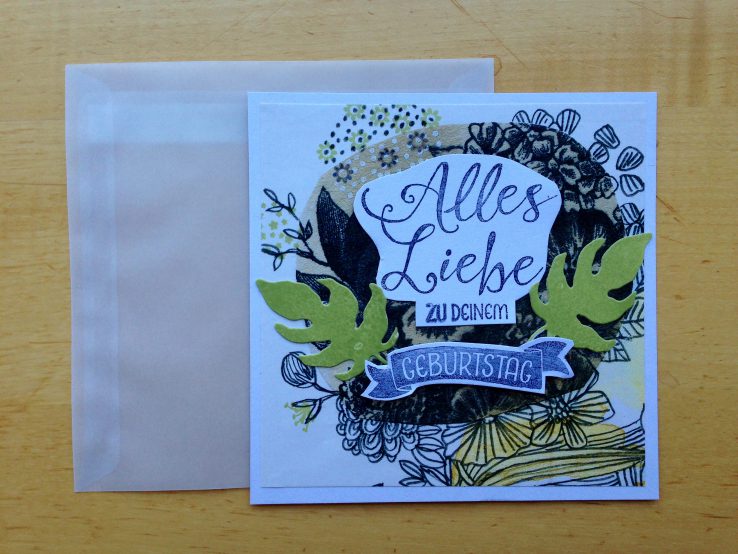 Alles
Liebe
ZU DEINEM
GEBURTSTAG